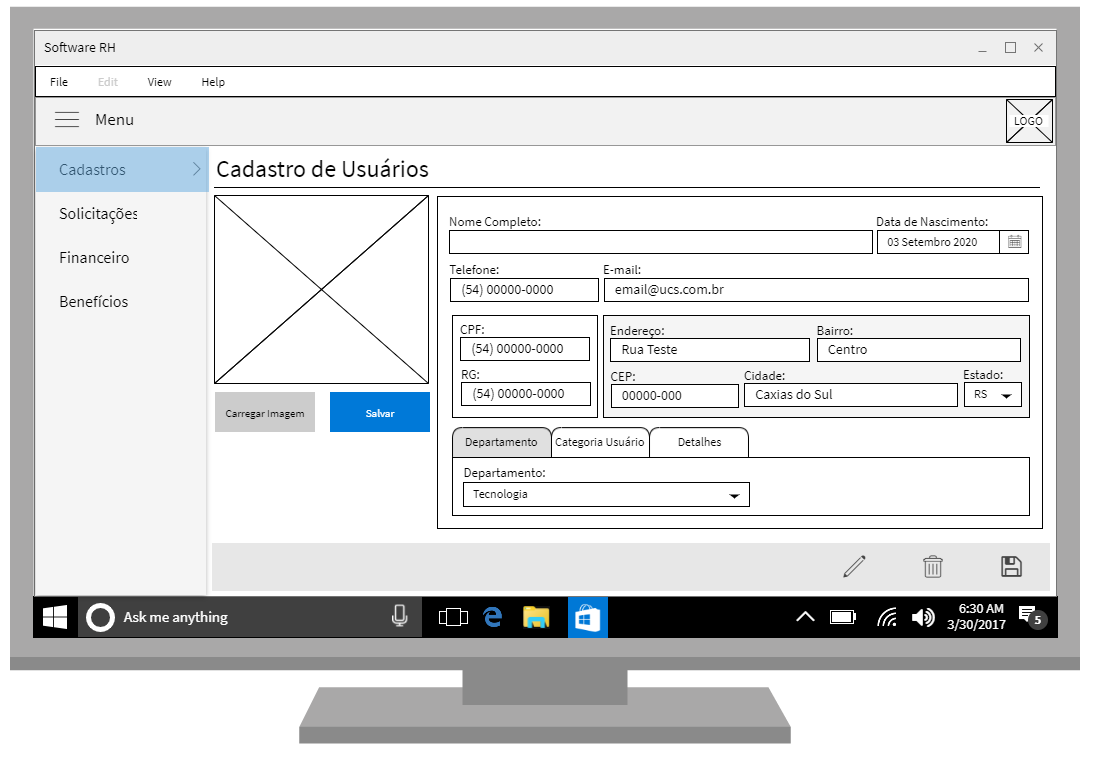 Software RH
File Edit View Help
Menu
LOGO
Cadastros
Solicitações
Financeiro
Benefícios
Cadastro de Usuários
Carregar Imagem
Salvar
Nome Completo:
Data de Nascimento:
03 Setembro 2020
Telefone:
E-mail:
(54) 00000-0000
email@ucs.com.br
CPF:
(54) 00000-0000
RG:
(54) 00000-0000
Endereço:
Bairro:
Rua Teste
Centro
CEP:
Cidade:
Estado:
00000-000
Caxias do Sul
RS
Departamento
Categoria Usuário
Detalhes
Departamento:
Tecnologia
Ask me anything
6:30 AM
3/30/2017
5